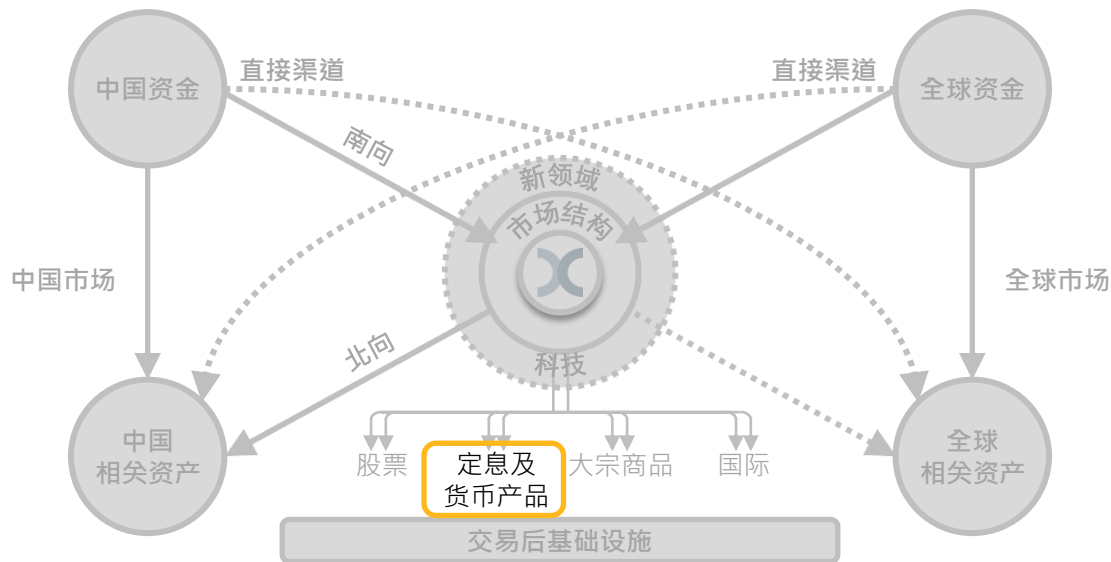 中国资金
直接渠道
直接渠道
全球资金
南向
新领域
市场结构
中国市场
全球市场
北向
科技
中国
相关资产
股票
定息及
货币产品
大宗商品
国际
全球
相关资产
交易后基础设施